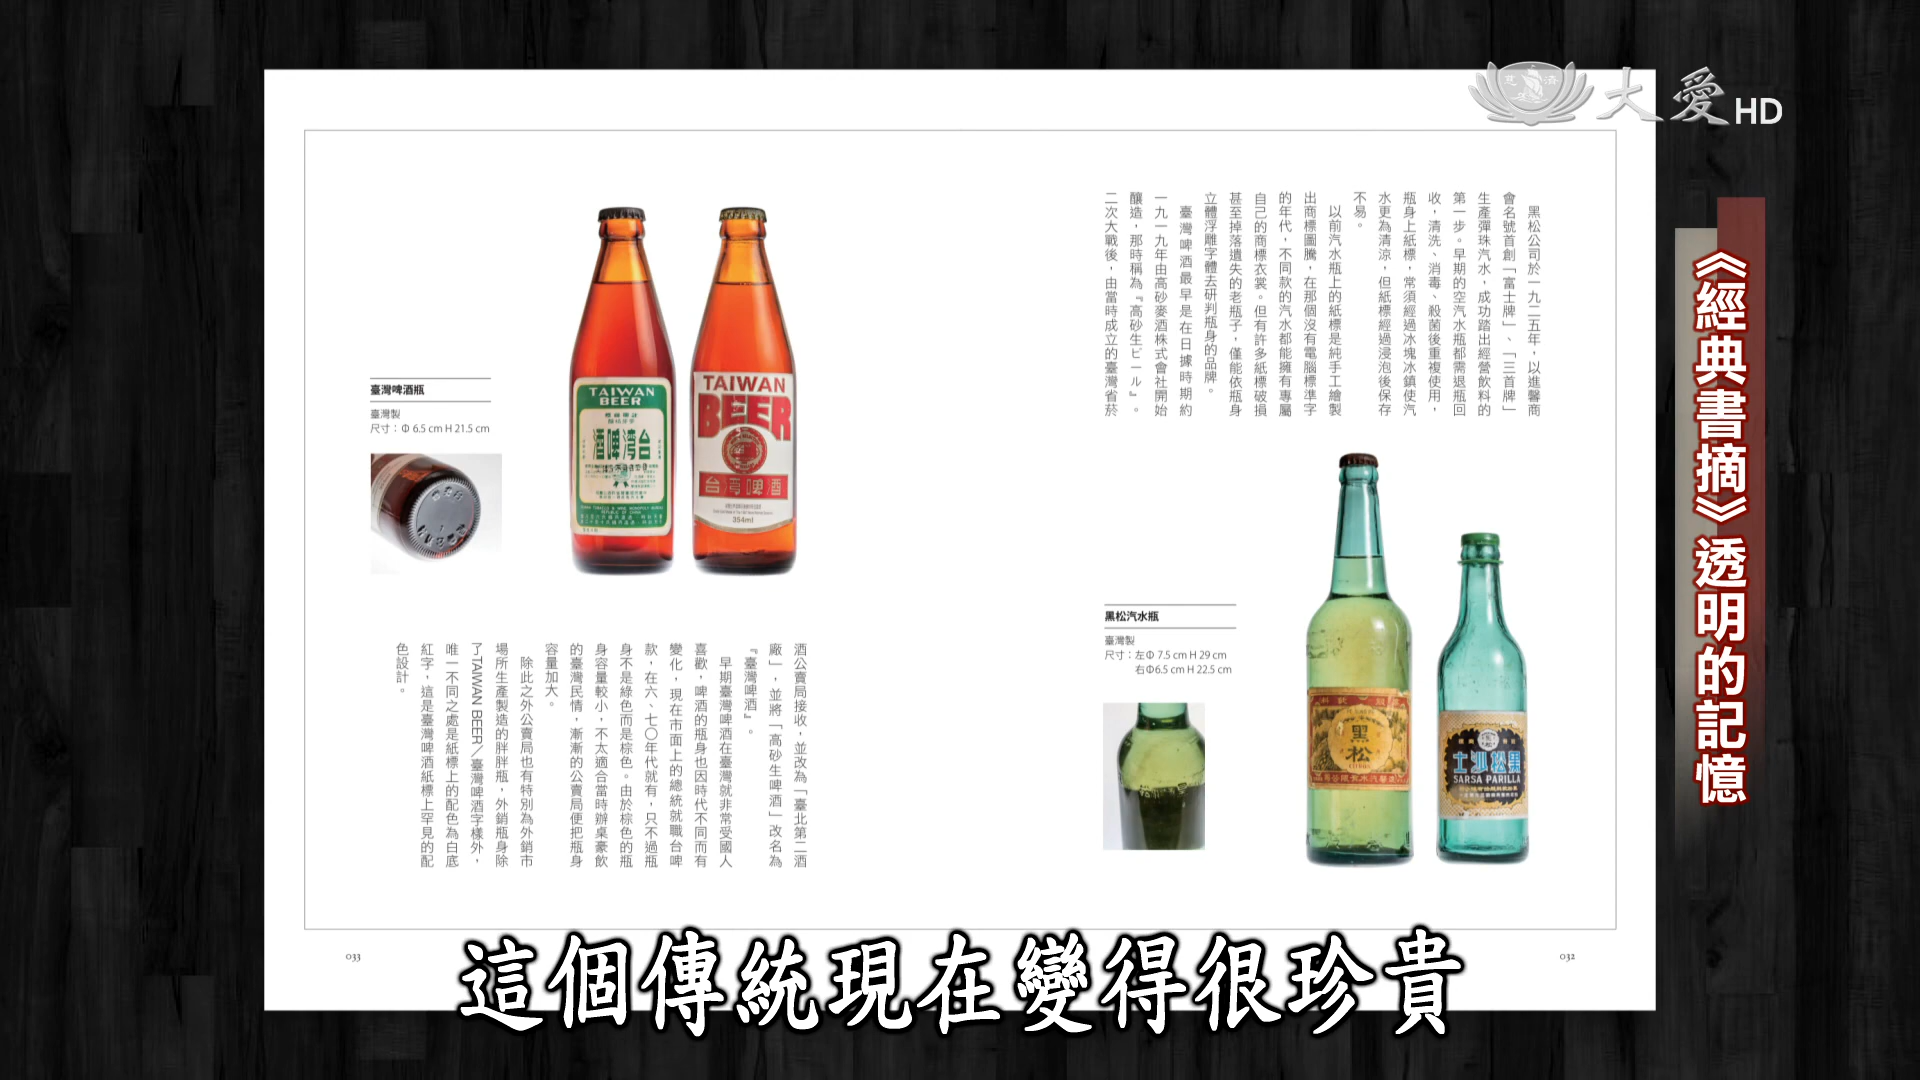 大愛HD
《經典書摘》透明的記憶
黑松公司於一九二五年,以進馨商
會名號首創「富士牌」、「三首牌」
生產彈珠汽水,成功踏出經營飲料的
第一步。早期的空汽水瓶都需退瓶回
收,清洗、消毒、殺菌後重複使用,
瓶身上紙標,常須經過冰塊冰鎮使汽
水更為清涼,但紙標經過浸泡後保存
不易。
以前汽水瓶上的紙標是純手工繪製
出商標圖騰,在那個沒有電腦標準字
的年代,不同款的汽水都能擁有專屬
自己的商標衣裳。但有許多紙標破損
甚至掉落遺失的老瓶子,僅能依瓶身
立體浮雕字體去研判瓶身的品牌。
臺灣啤酒最早是在日據時期約
一九一九年由高砂麥酒株式會社開始
釀造,那時稱為『高砂生ビール』。
二次大戰後,由當時成立的臺灣省菸
黑松汽水瓶
臺灣製
尺寸:左Φ 7.5 cm H 29 cm
右Φ6.5 cm H 22.5 cm
黑松
黑松沙士
SARSA PARILLA
032
臺灣啤酒瓶
臺灣製
尺寸:Φ 6.5 cm H 21.5 cm
TAIWAN
BEER
台灣啤酒
TAIWAN
BEER
台灣啤酒
354ml
酒公賣局接收,並改為「臺北第二酒
廠」,並將「高砂生啤酒」改名為
『臺灣啤酒』。
早期臺灣啤酒在臺灣就非常受國人
喜歡,啤酒的瓶身也因時代不同而有
變化,現在市面上的總統就職台啤
款,在六、七〇年代就有,只不過瓶
身不是綠色而是棕色。由於棕色的瓶
身容量較小,不太適合當時辦桌豪飲
的臺灣民情,漸漸的公賣局便把瓶身
容量加大。
除此之外公賣局也有特別為外銷市
場所生產製造的胖胖瓶,外銷瓶身除
了TAIWAN BEER／臺灣啤酒字樣外,
唯一不同之處是紙標上的配色為白底
紅字,這是臺灣啤酒紙標上罕見的配
色設計。
033
這個傳統現在變得很珍貴